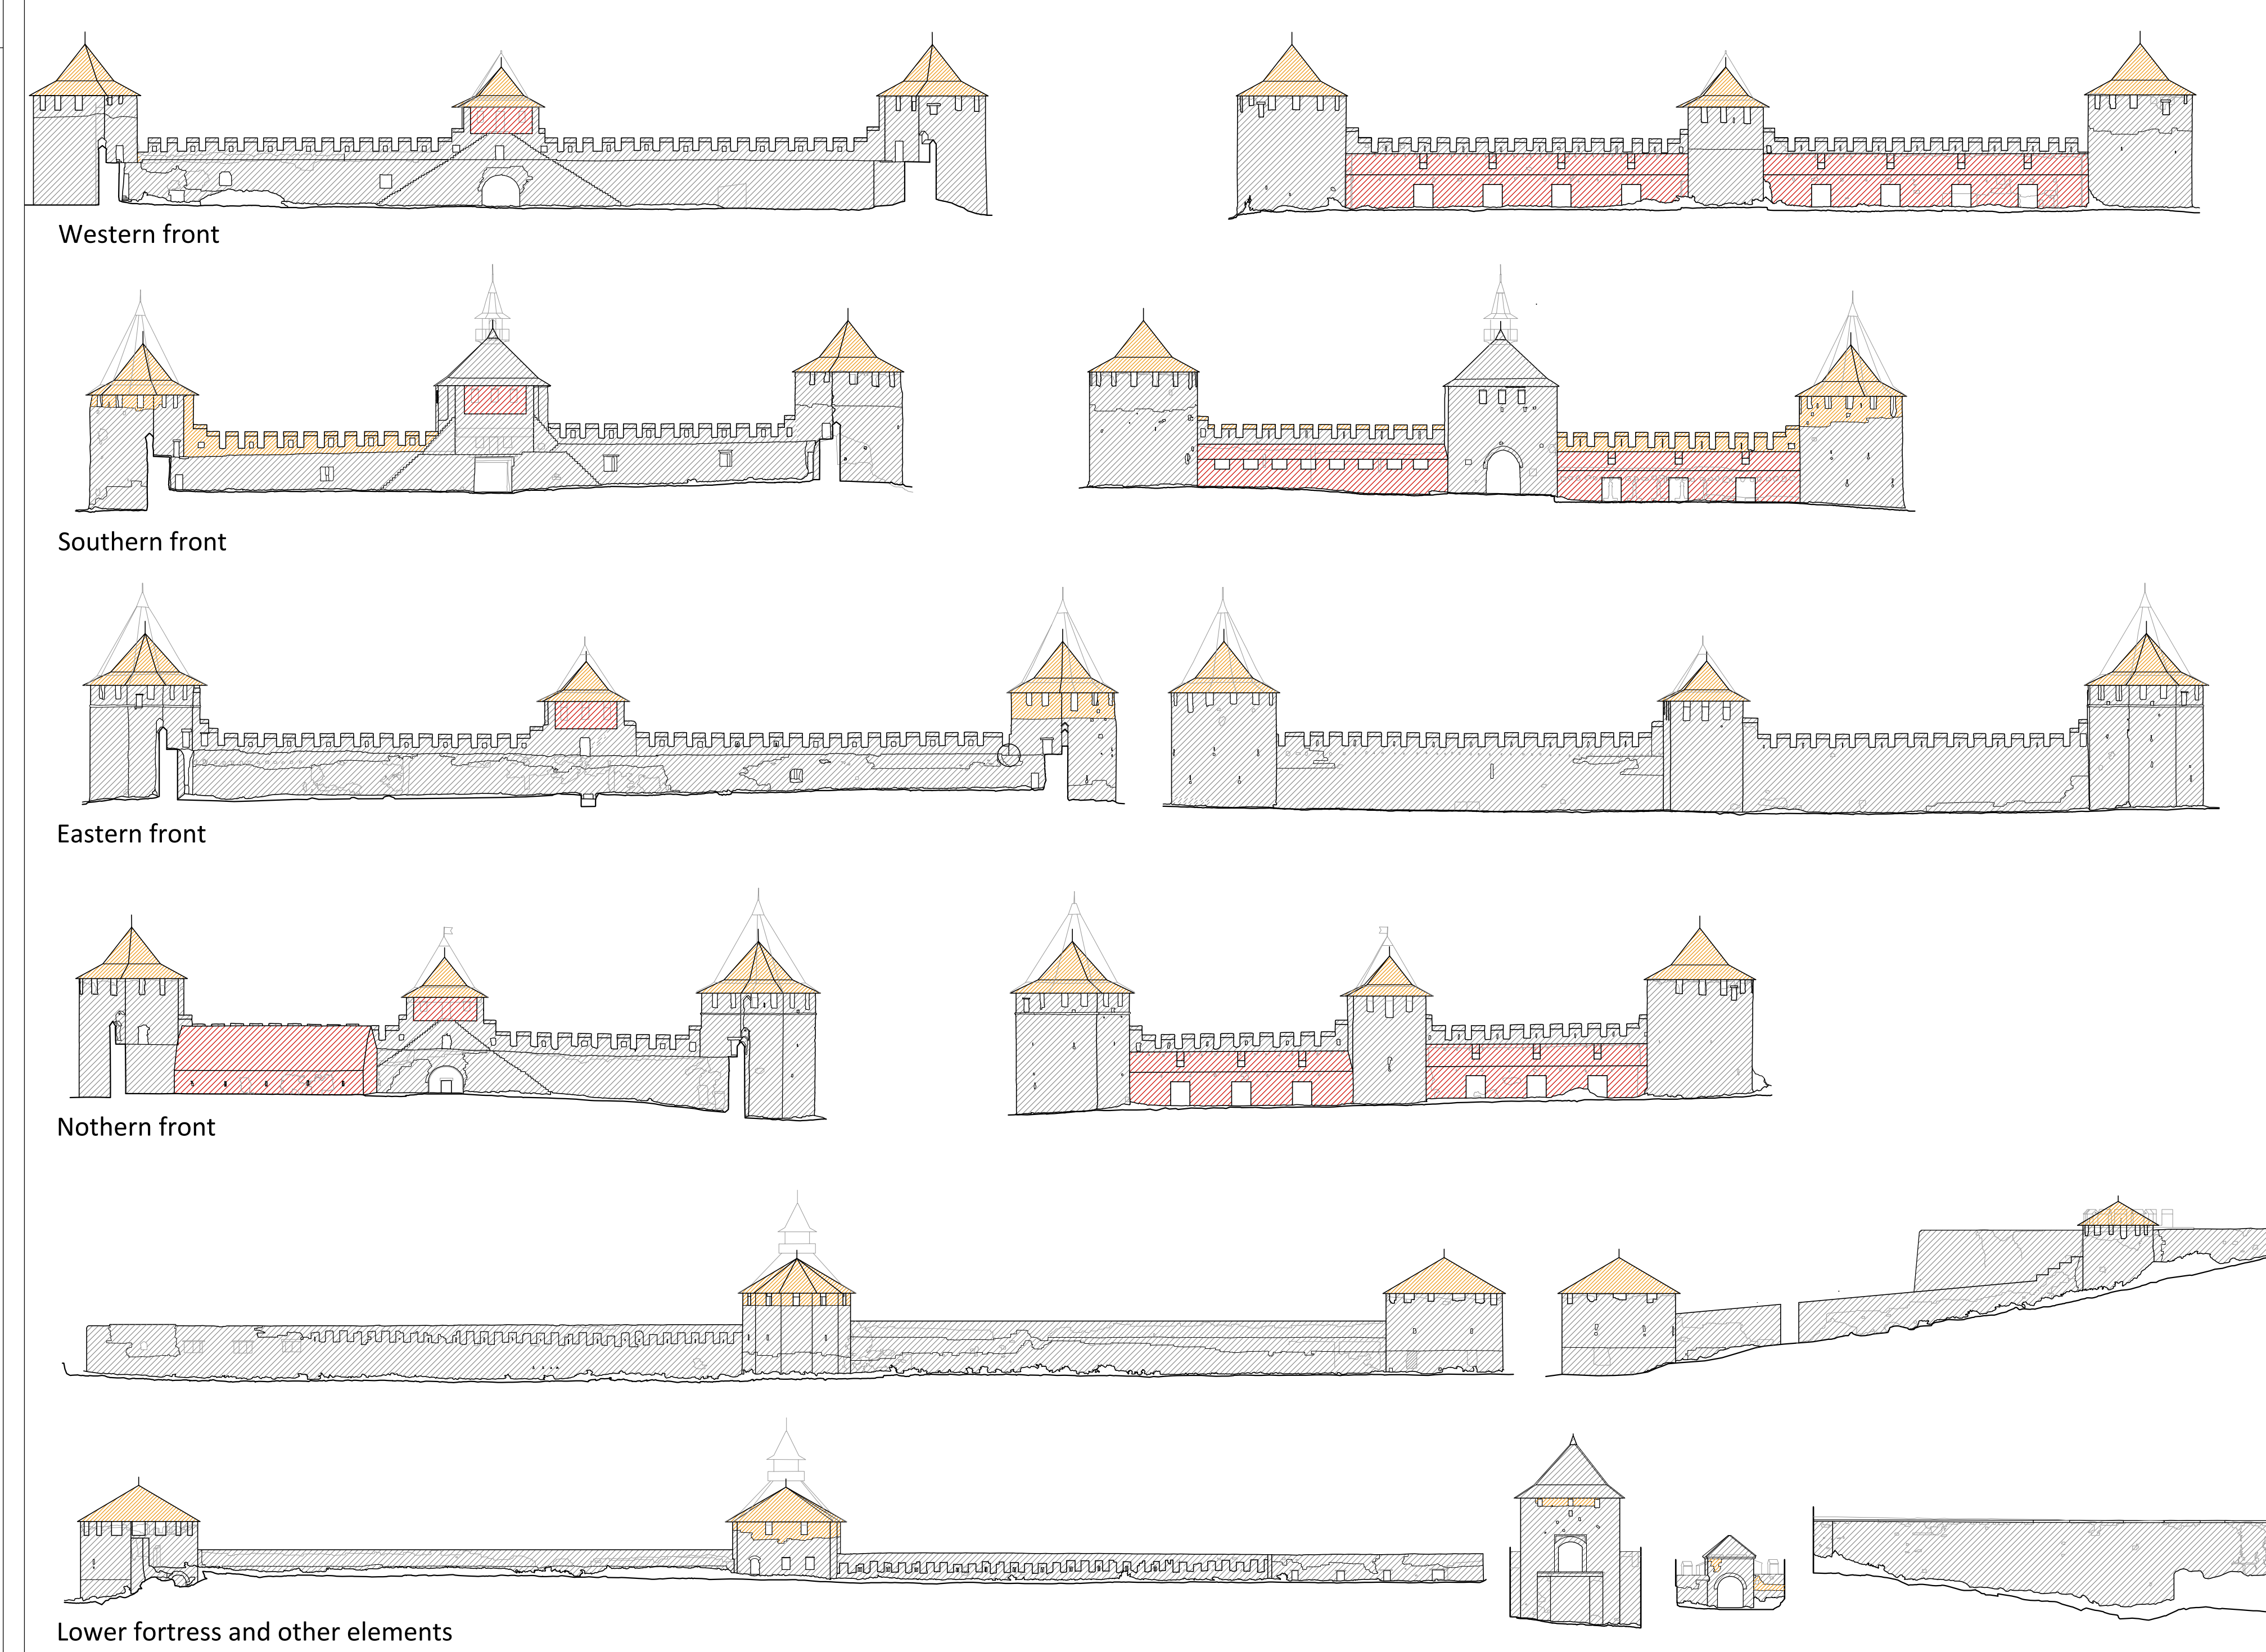 Western front
Southern front
Eastern front
Nothern front
Lower fortress and other elements